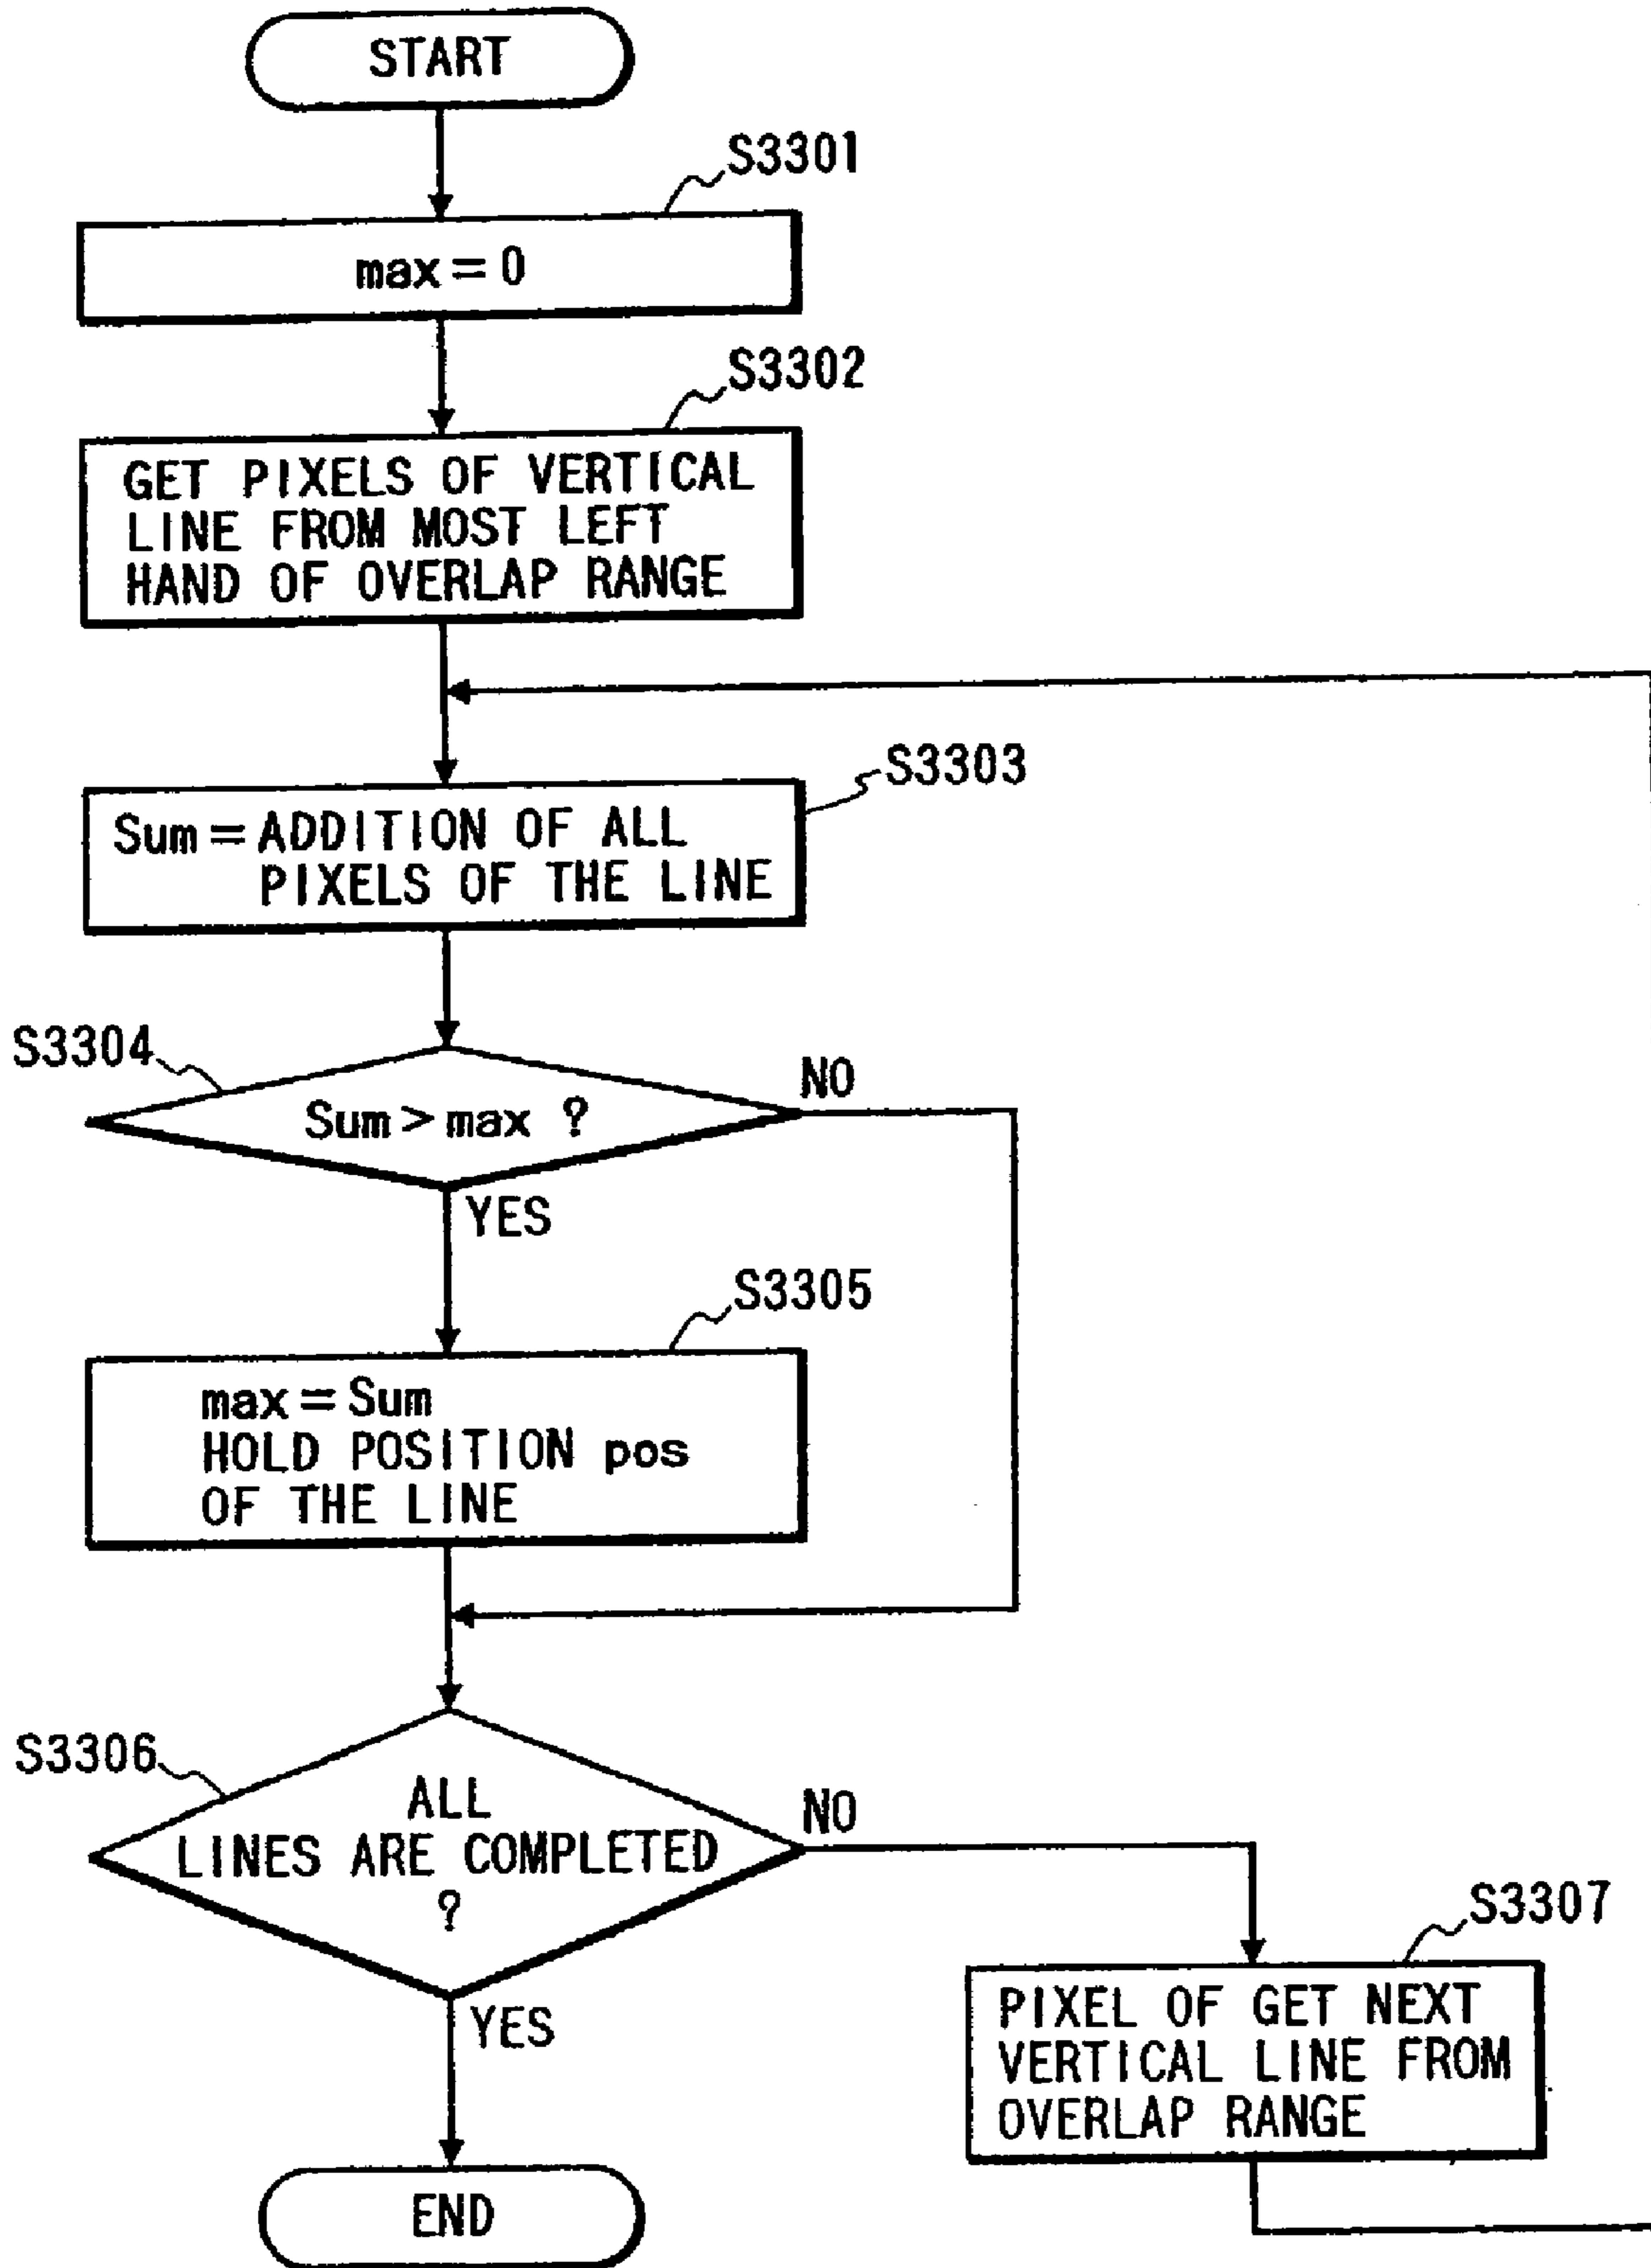 START
S3301
max = 0
S3302
GET PIXELS OF VERTICAL
LINE FROM MOST LEFT
HAND OF OVERLAP RANGE
S3303
Sum = ADDITION OF ALL
PIXELS OF THE LINE
S3304
NO
Sum > max ?
YES
S3305
max = Sum
HOLD POSITION pos
OF THE LINE
S3306
ALL
LINES ARE COMPLETED
?
NO
YES
S3307
PIXEL OF GET NEXT
VERTICAL LINE FROM
OVERLAP RANGE
END